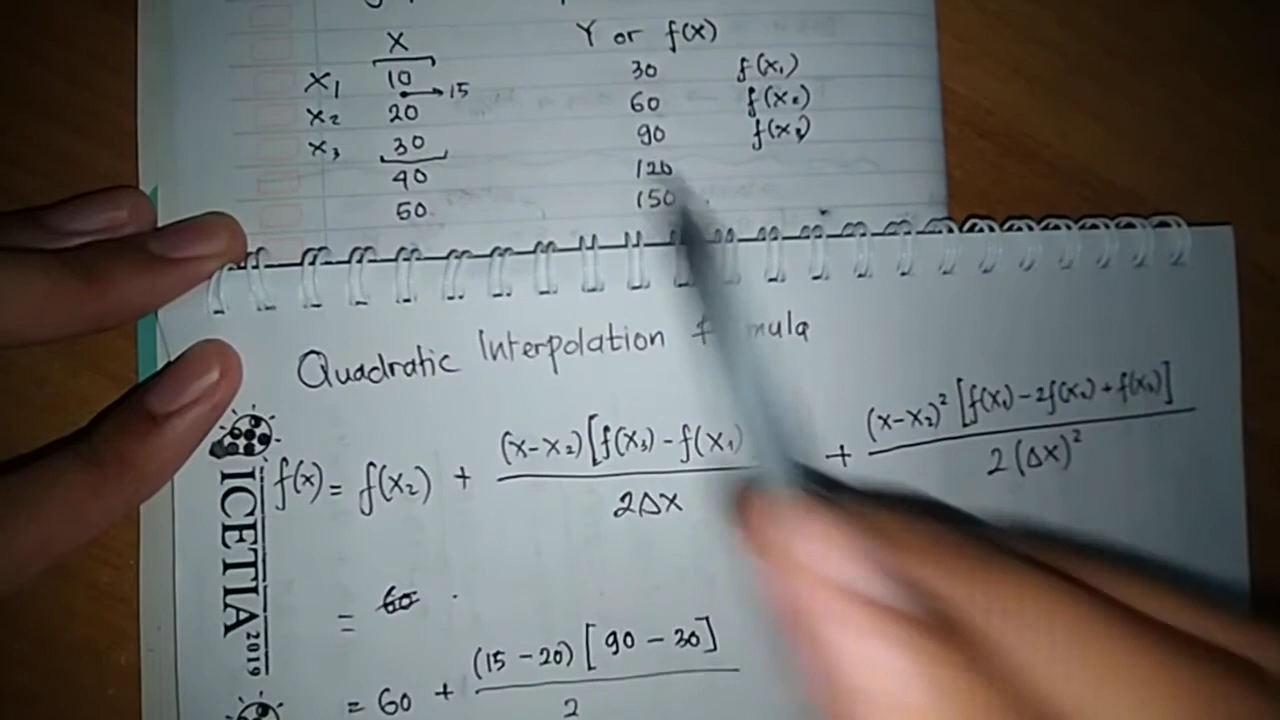 X Y or f(x)
X1 10 → 15 30 f(x1)
X2 20 60 f(x2)
X3 30 90 f(x3)
40 120
50 150
Quadratic Interpolation
f(x) = f(x2) + (x-x2)[f(x3) - f(x1) / 2Δx + (x-x2)² [f(x1) - 2f(x2) + f(x3)] / 2(Δx)²
= 60
= 60 + (15 - 20) [90 - 30] / 2
ICETIA 2019